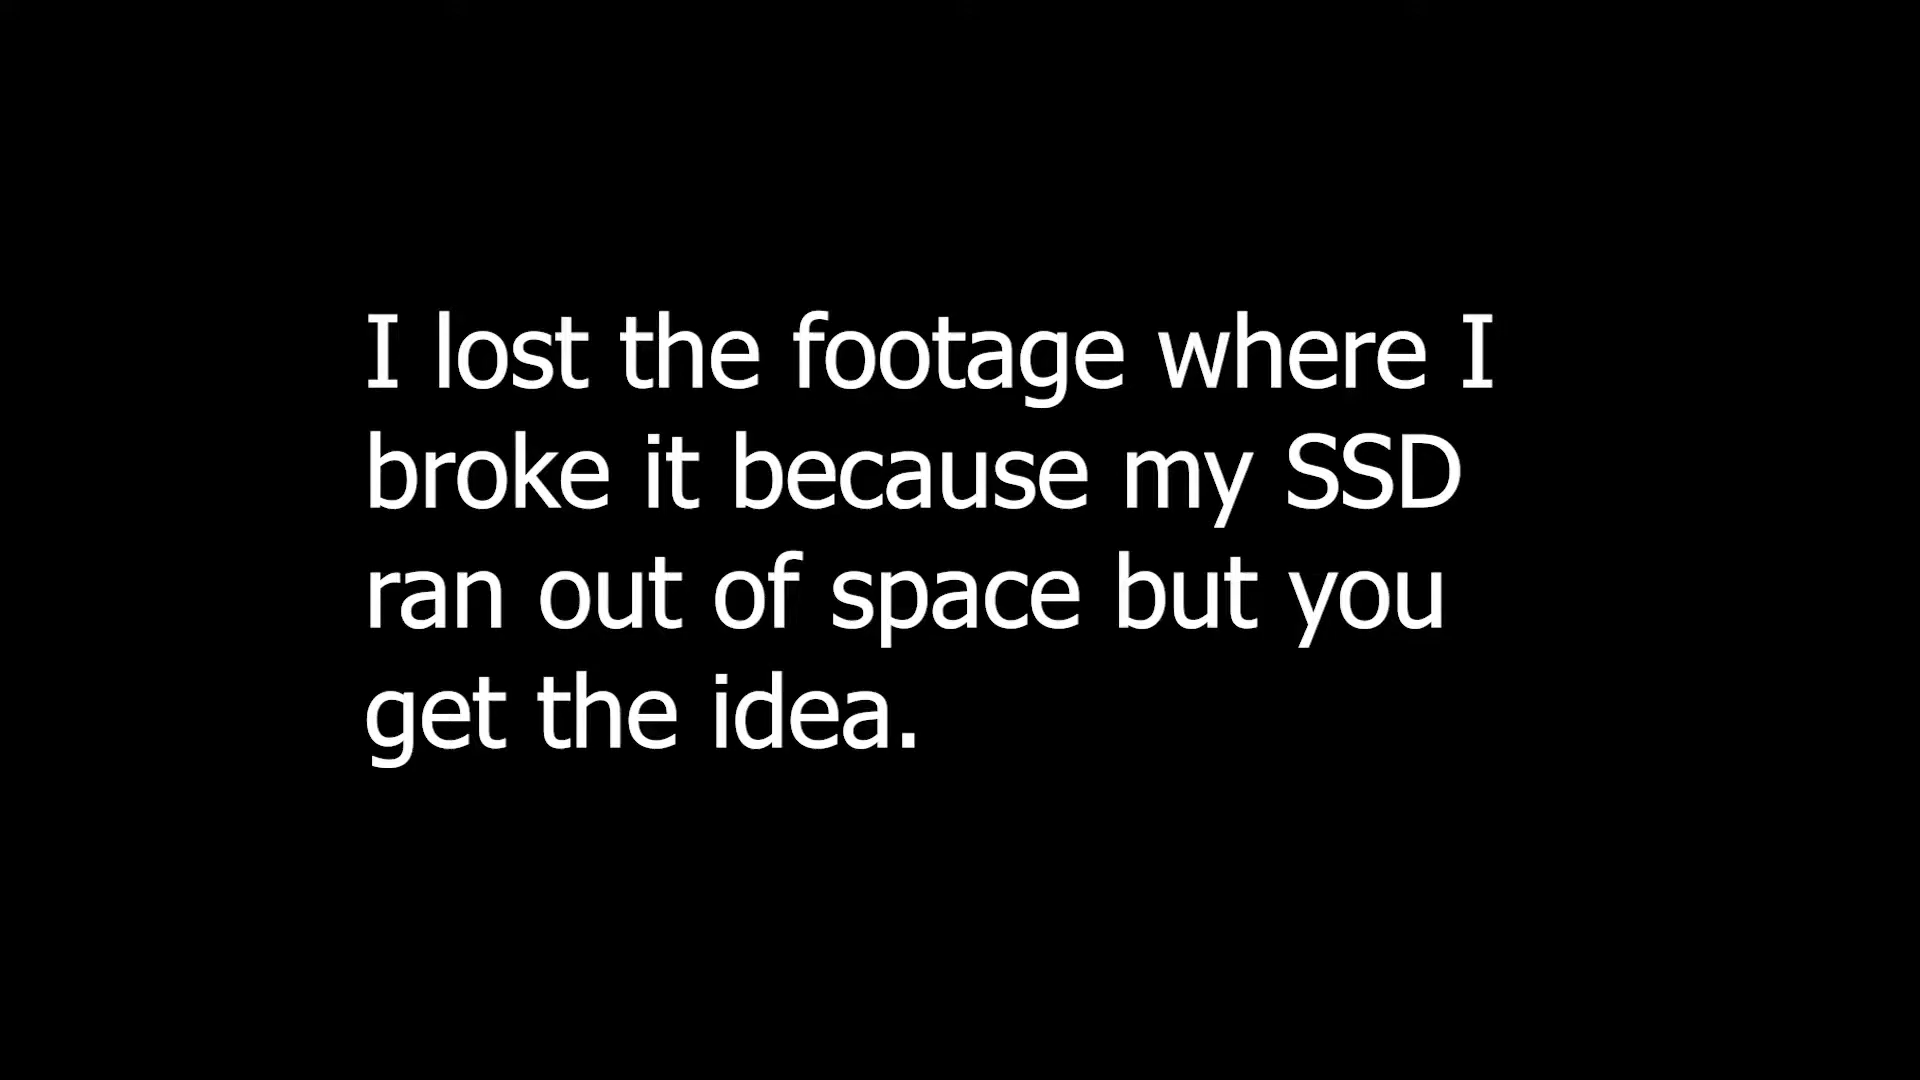 I lost the footage where I
broke it because my SSD
ran out of space but you
get the idea.